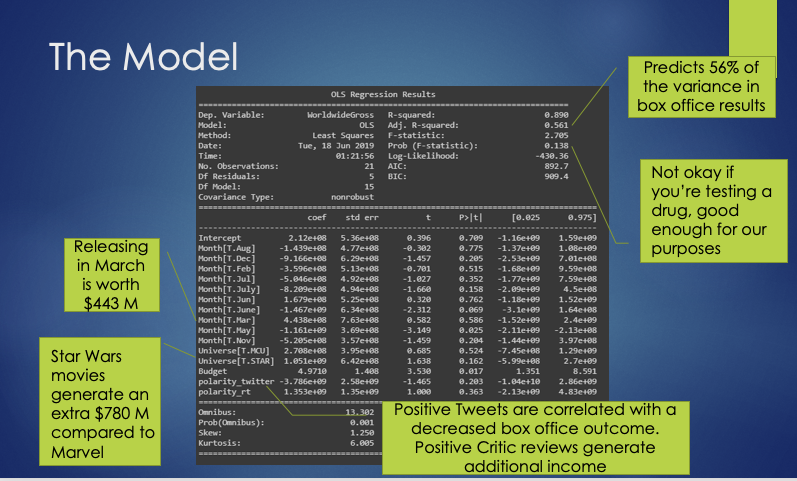 The Model
Predicts 56% of
the variance in
box office results
Not okay if
you're testing a
drug, good
enough for our
purposes
Releasing
in March
is worth
$443 M
Star Wars
movies
generate an
extra $780 M
compared to
Marvel
OLS Regression Results
Dep. Variable: WorldwideGross R-squared: 0.890
Model: OLS Adj. R-squared: 0.561
Method: Least Squares F-statistic: 2.705
Date: Tue, 18 Jun 2019 Prob (F-statistic): 0.138
Time: 01:21:56 Log-Likelihood: -430.36
No. Observations: 21 AIC: 892.7
Df Residuals: 5 BIC: 909.4
Df Model: 15
Covariance Type: nonrobust
coef std err t P>|t| [0.025 0.975]
Intercept 2.12e+08 5.36e+08 0.396 0.709 -1.16e+09 1.59e+09
Month[T.Aug] -1.439e+08 4.77e+08 -0.302 0.775 -1.37e+09 1.08e+09
Month[T.Dec] -9.166e+08 6.29e+08 -1.457 0.205 -2.53e+09 7.01e+08
Month[T.Feb] -3.596e+08 5.13e+08 -0.701 0.515 -1.68e+09 9.59e+08
Month[T.Jul] -5.046e+08 4.92e+08 -1.027 0.352 -1.77e+09 7.59e+08
Month[T.July] -8.209e+08 4.94e+08 -1.660 0.158 -2.09e+09 4.5e+08
Month[T.Jun] 1.679e+08 5.25e+08 0.320 0.762 -1.18e+09 1.52e+09
Month[T.June] -1.467e+09 6.34e+08 -2.312 0.069 -3.1e+09 1.64e+08
Month[T.Mar] 4.438e+08 7.63e+08 0.582 0.586 -1.52e+09 2.4e+09
Month[T.May] -1.161e+09 3.69e+08 -3.149 0.025 -2.11e+09 -2.13e+08
Month[T.Nov] -5.205e+08 3.57e+08 -1.459 0.204 -1.44e+09 3.97e+08
Universe[T.MCU] 2.708e+08 3.95e+08 0.685 0.524 -7.45e+08 1.29e+09
Universe[T.STAR] 1.051e+09 6.42e+08 1.638 0.162 -5.99e+08 2.7e+09
Budget 4.9710 1.408 3.530 0.017 1.351 8.591
polarity_twitter -3.786e+09 2.58e+09 -1.465 0.203 -1.04e+10 2.86e+09
polarity_rt 1.353e+09 1.35e+09 1.000 0.363 -2.13e+09 4.83e+09
Omnibus: 13.302
Prob(Omnibus): 0.001
Skew: 1.250
Kurtosis: 6.005
Positive Tweets are correlated with a
decreased box office outcome.
Positive Critic reviews generate
additional income